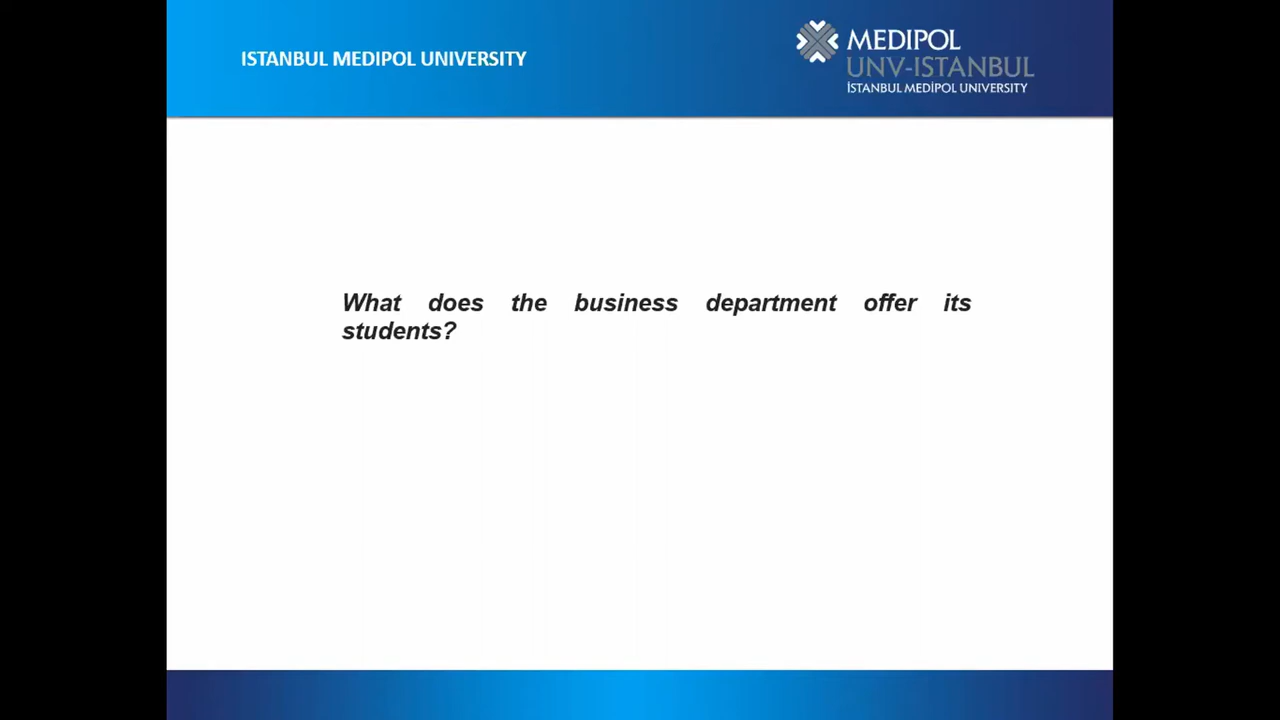 ISTANBUL MEDIPOL UNIVERSITY
MEDIPOL
UNV-ISTANBUL
İSTANBUL MEDİPOL UNIVERSITY
What does the business department offer its
students?